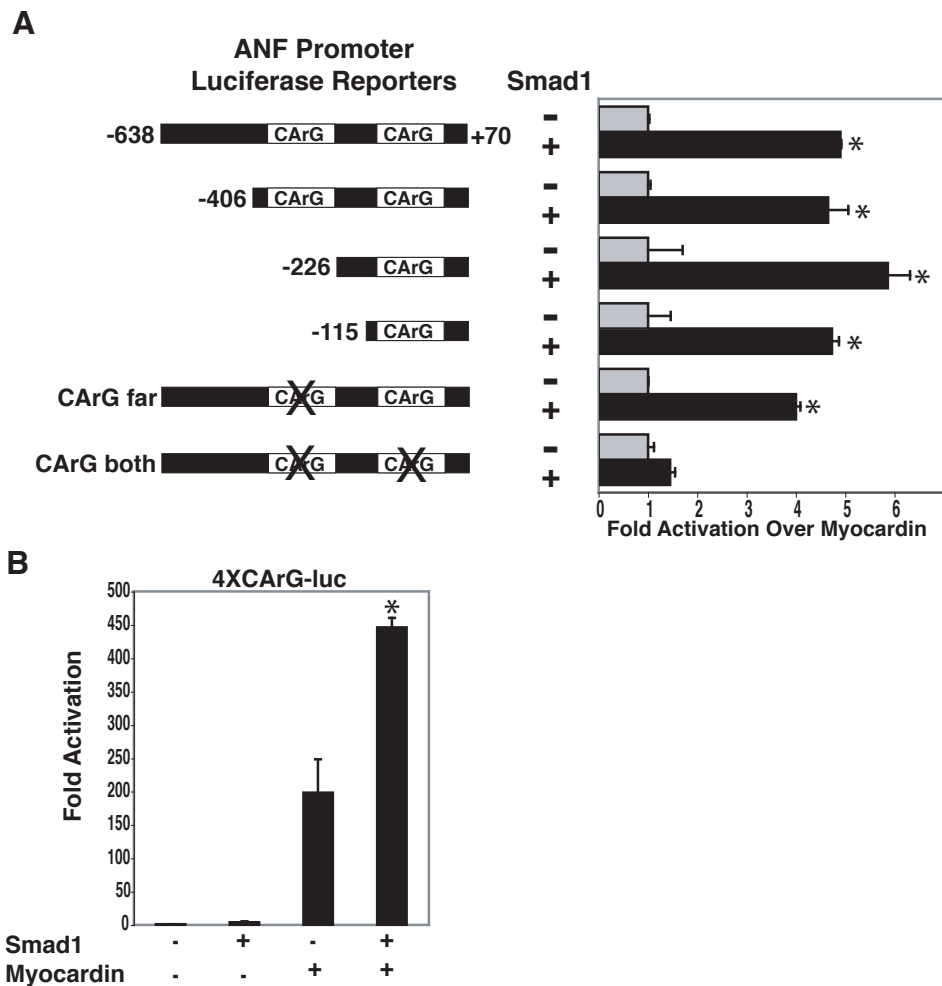 A
ANF Promoter
Luciferase Reporters
Smad1
-638 CArG CArG +70
-
+
*
-406 CArG CArG
-
+
*
-226 CArG
-
+
*
-115 CArG
-
+
*
CArG far CArG CArG
-
+
*
CArG both CArG CArG
-
+
0 1 2 3 4 5 6
Fold Activation Over Myocardin
B
4XCArG-luc
*
500
450
400
350
300
250
200
150
100
50
0
Fold Activation
Smad1 - + - +
Myocardin - - + +